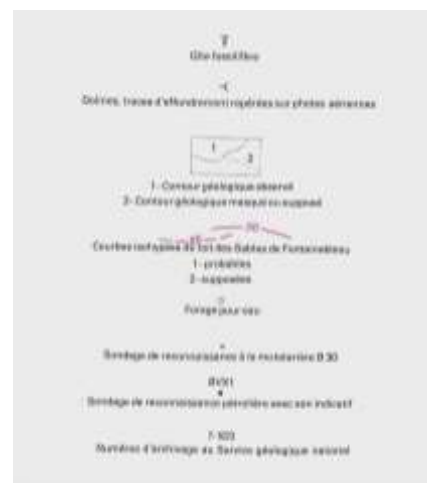 Gîte fossilifère
Dolines, traces d'effondrement repérées sur photos aériennes
1
2
1- Contour géologique observé
2- Contour géologique masqué ou supposé
Courbes isohypses du toit des Sables de Fontainebleau
1- probables
2- supposées
Forage pour eau
Sondage de reconnaissance à la mototarière B 30
BVX1
Sondage de reconnaissance pétrolière avec son indicatif
Numéros d'archivage au Service géologique national